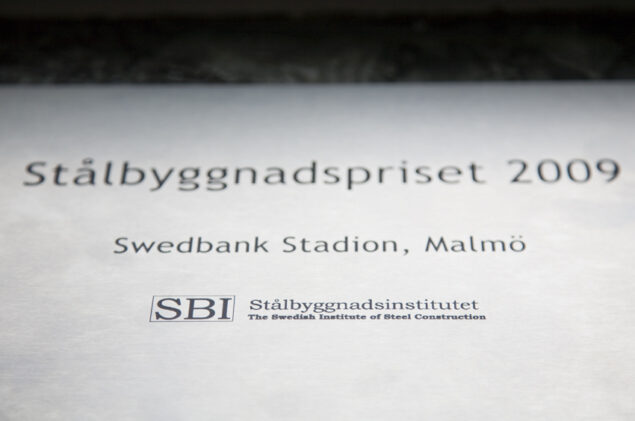 Stålbyggnadspriset 2009
Swedbank Stadion, Malmö
SBI Stålbyggnadsinstitutet
The Swedish Institute of Steel Construction